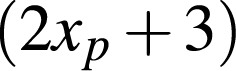 (2x_p + 3)